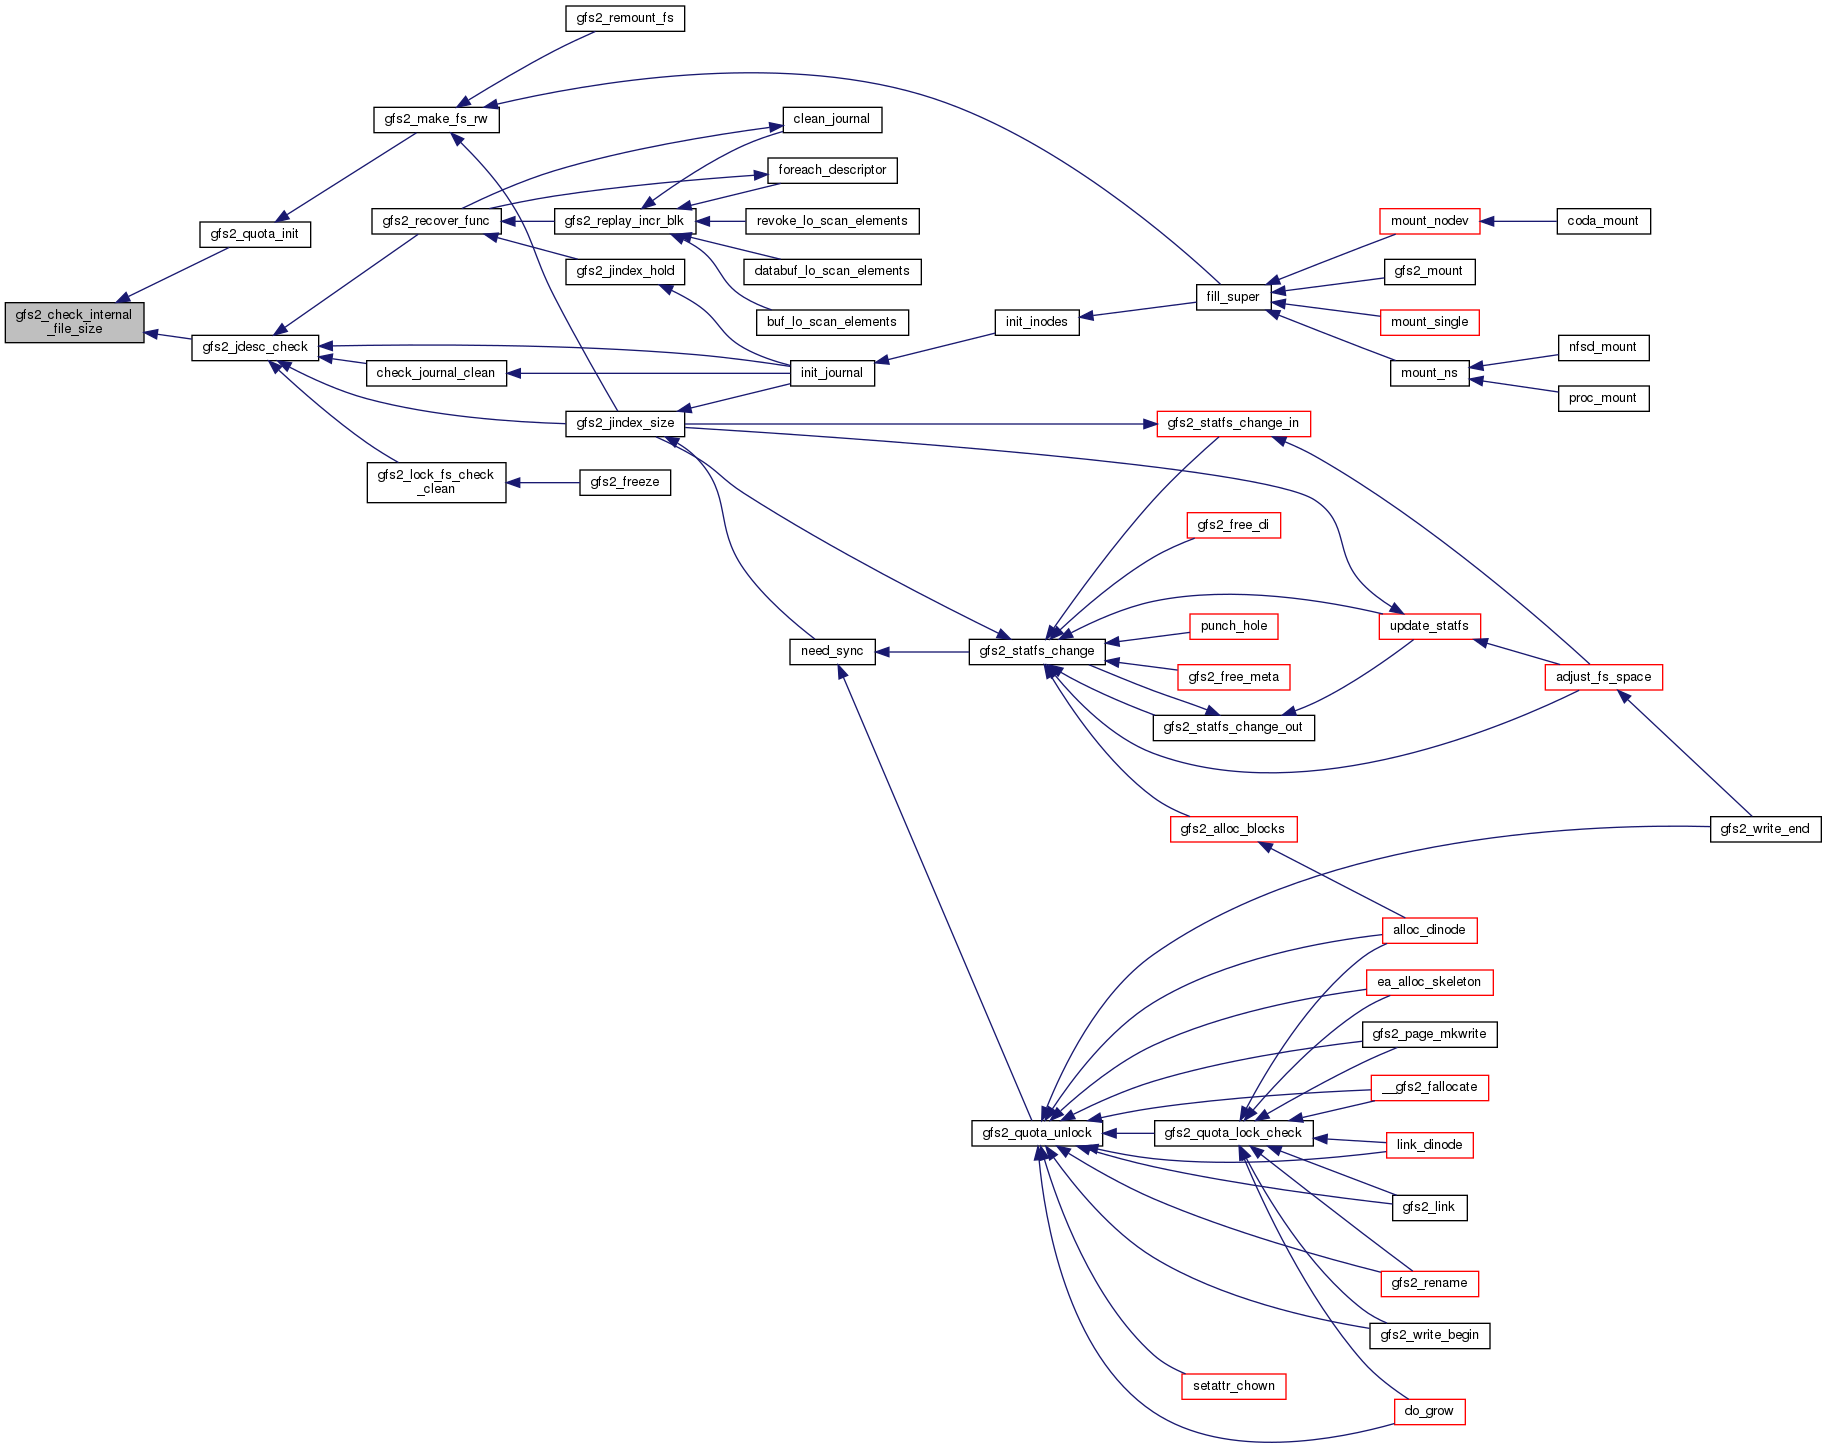 gfs2_remount_fs
gfs2_make_fs_rw
clean_journal
foreach_descriptor
gfs2_quota_init
gfs2_recover_func
gfs2_replay_incr_blk
revoke_lo_scan_elements
mount_nodev
coda_mount
gfs2_jindex_hold
databuf_lo_scan_elements
gfs2_mount
fill_super
gfs2_check_internal
_file_size
buf_lo_scan_elements
init_inodes
mount_single
gfs2_jdesc_check
nfsd_mount
check_journal_clean
init_journal
mount_ns
proc_mount
gfs2_jindex_size
gfs2_statfs_change_in
gfs2_lock_fs_check
_clean
gfs2_freeze
gfs2_free_di
punch_hole
update_statfs
need_sync
gfs2_statfs_change
gfs2_free_meta
adjust_fs_space
gfs2_statfs_change_out
gfs2_alloc_blocks
gfs2_write_end
alloc_dinode
ea_alloc_skeleton
gfs2_page_mkwrite
__gfs2_fallocate
gfs2_quota_unlock
gfs2_quota_lock_check
link_dinode
gfs2_link
gfs2_rename
gfs2_write_begin
setattr_chown
do_grow